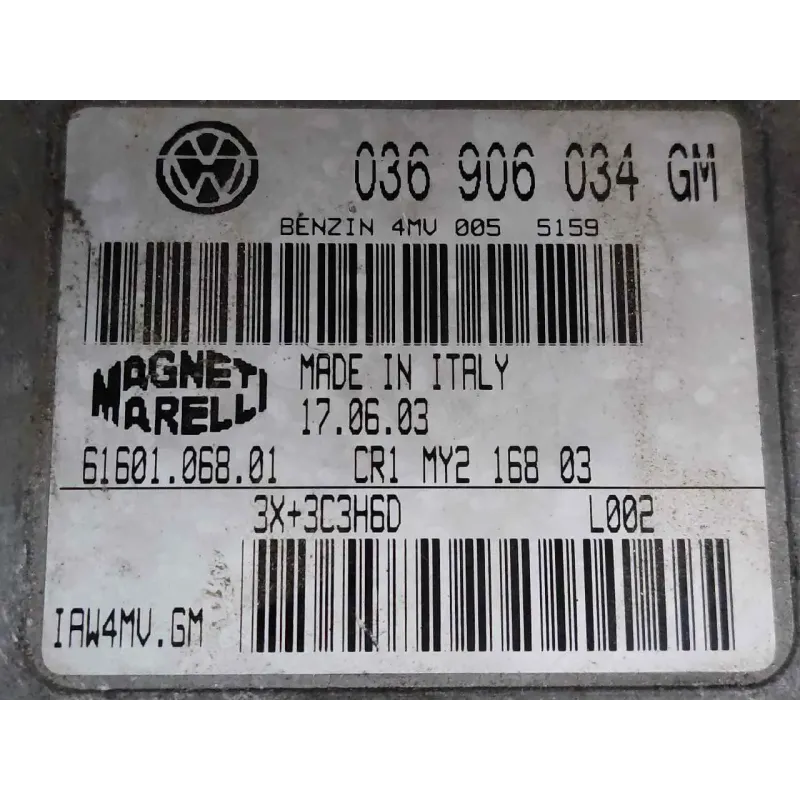 036 906 034 GM
BENZIN 4MV 005 5159
MAGNETI
MARELLI
MADE IN ITALY
17.06.03
61601.068.01 CR1 MY2 168 03
3X+3C3H6D L002
IAW4MV.GM